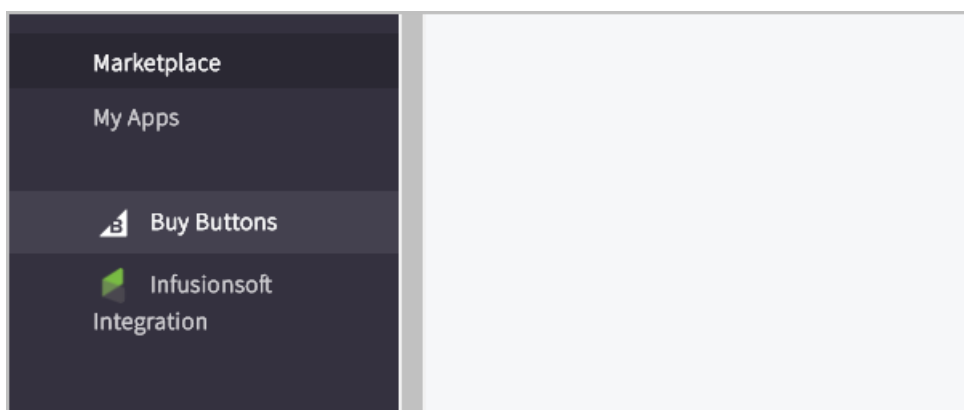 Marketplace
My Apps
B Buy Buttons
Infusionsoft
Integration